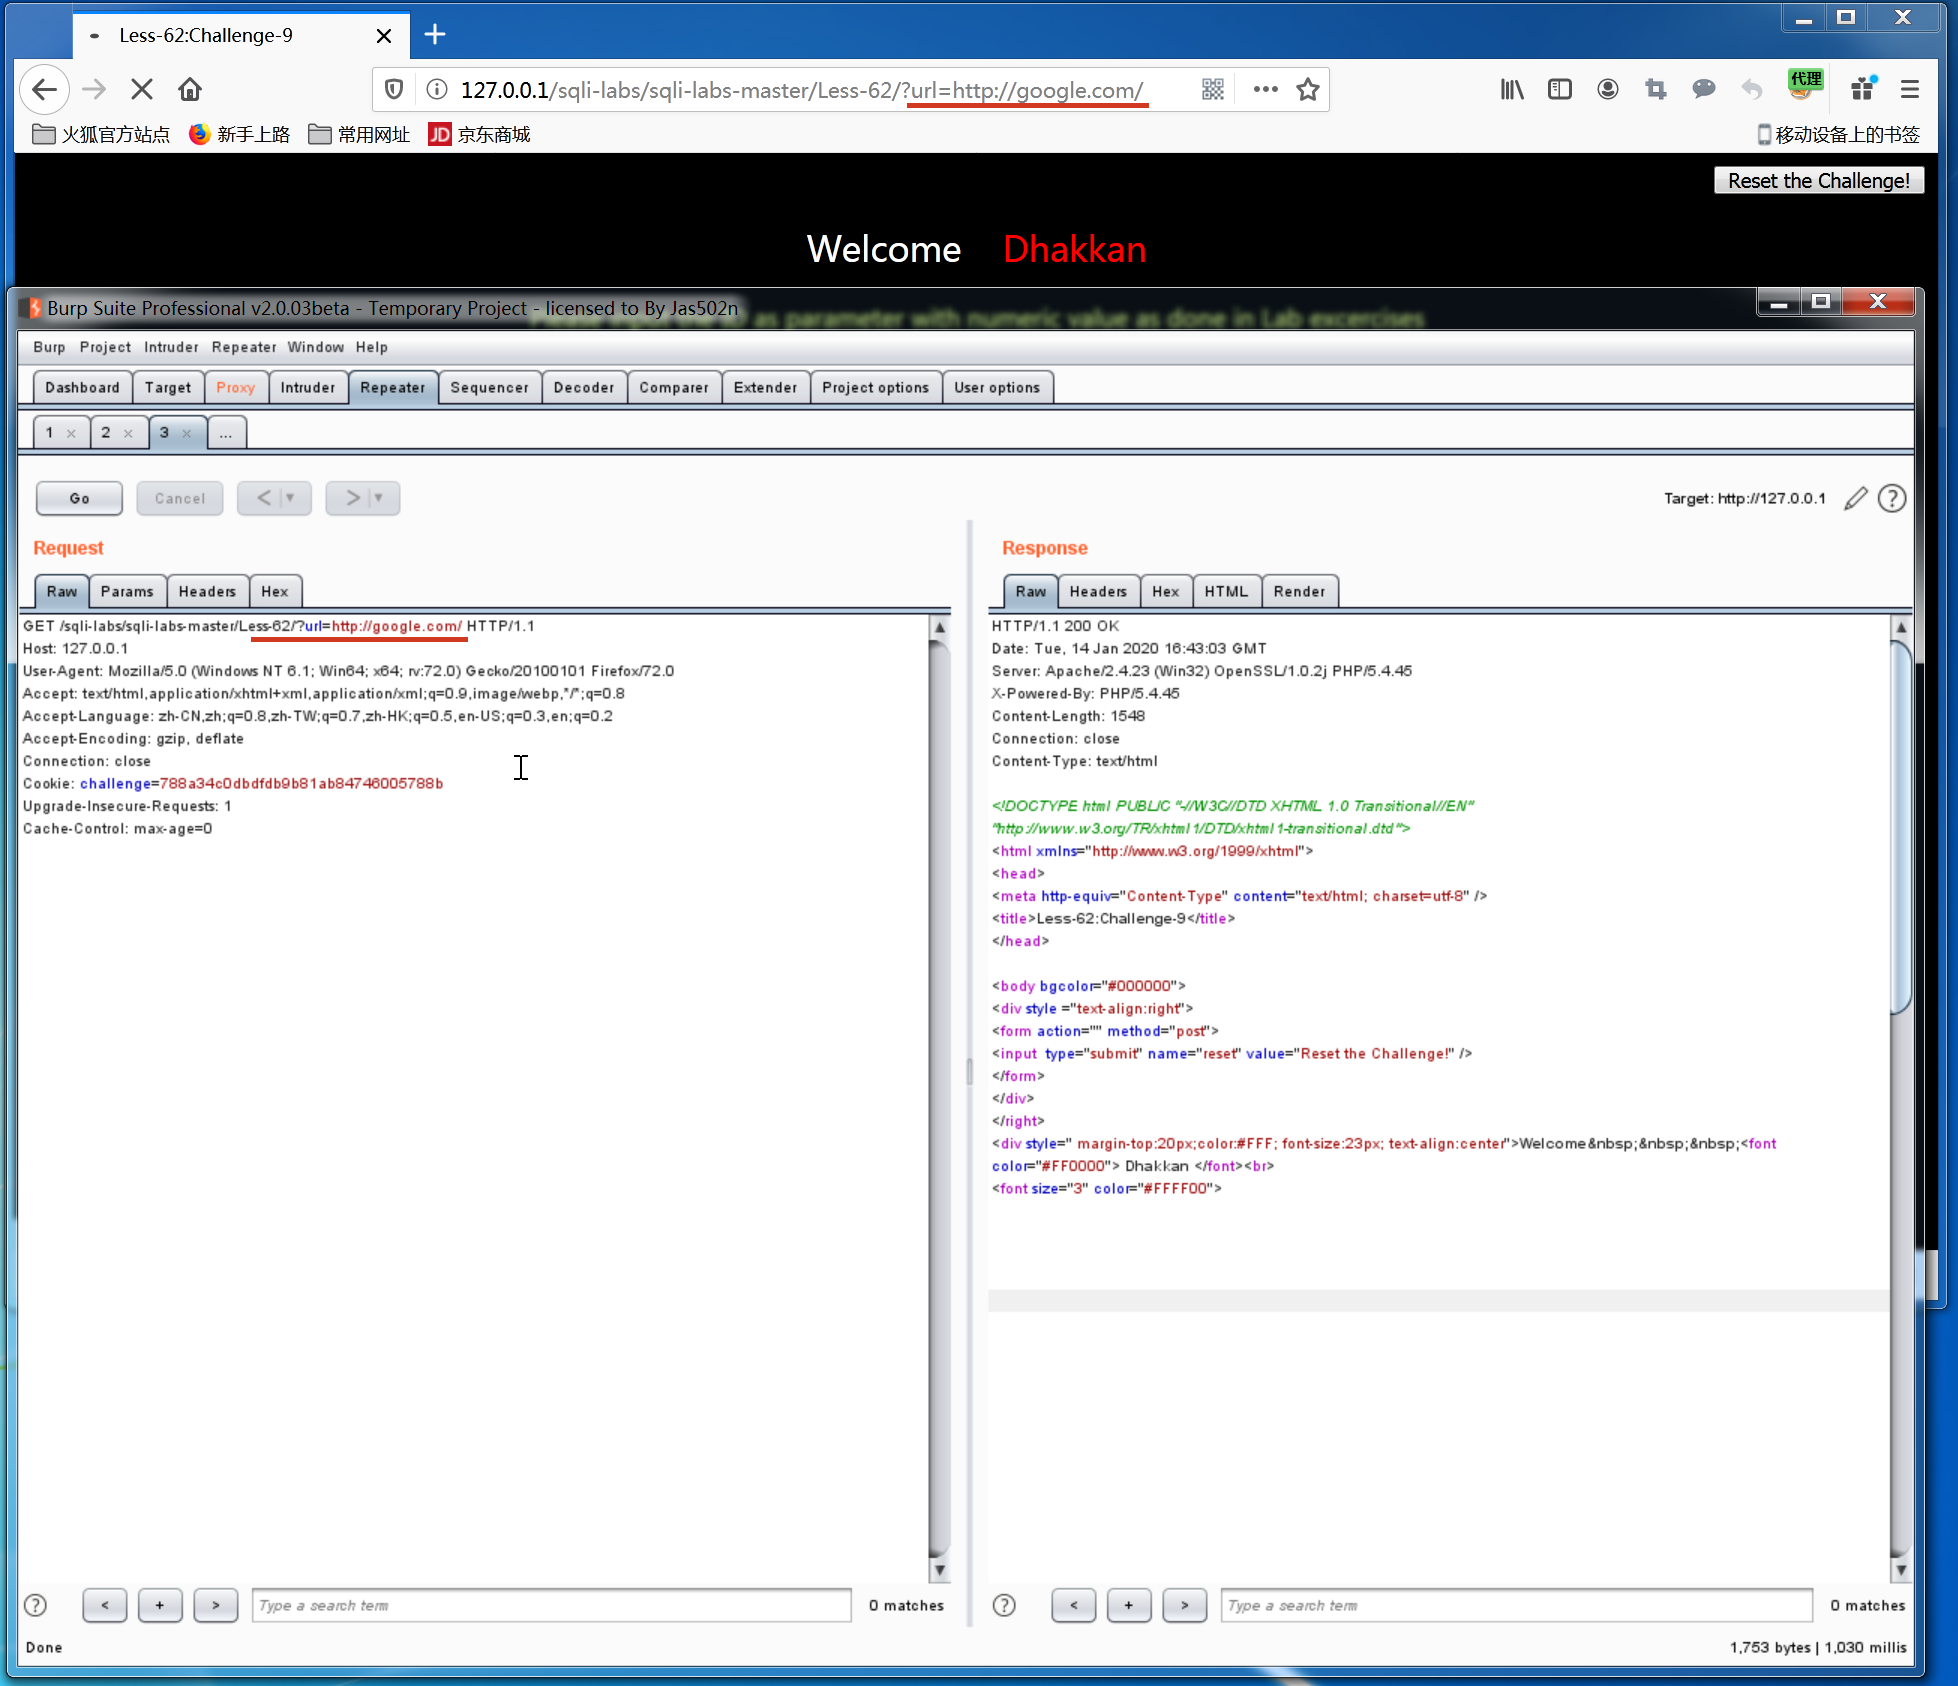 Less-62:Challenge-9
127.0.0.1/sqli-labs/sqli-labs-master/Less-62/?url=http://google.com/
代理
火狐官方站点 新手上路 常用网址 JD 京东商城 移动设备上的书签
Reset the Challenge!
Welcome Dhakkan
Burp Suite Professional v2.0.03beta - Temporary Project - licensed to By Jas502n
as parameter with numeric value as done in Lab excercises
Burp Project Intruder Repeater Window Help
Dashboard Target Proxy Intruder Repeater Sequencer Decoder Comparer Extender Project options User options
1 × 2 × 3 × ...
Go Cancel < ▼ > ▼ Target: http://127.0.0.1 ?
Request
Raw Params Headers Hex
GET /sqli-labs/sqli-labs-master/Less-62/?url=http://google.com/ HTTP/1.1
Host: 127.0.0.1
User-Agent: Mozilla/5.0 (Windows NT 6.1; Win64; x64; rv:72.0) Gecko/20100101 Firefox/72.0
Accept: text/html,application/xhtml+xml,application/xml;q=0.9,image/webp,*/*;q=0.8
Accept-Language: zh-CN,zh;q=0.8,zh-TW;q=0.7,zh-HK;q=0.5,en-US;q=0.3,en;q=0.2
Accept-Encoding: gzip, deflate
Connection: close
Cookie: challenge=788a34c0dbdfdb9b81ab84746005788b
Upgrade-Insecure-Requests: 1
Cache-Control: max-age=0
Response
Raw Headers Hex HTML Render
HTTP/1.1 200 OK
Date: Tue, 14 Jan 2020 16:43:03 GMT
Server: Apache/2.4.23 (Win32) OpenSSL/1.0.2j PHP/5.4.45
X-Powered-By: PHP/5.4.45
Content-Length: 1548
Connection: close
Content-Type: text/html
<!DOCTYPE html PUBLIC "-//W3C//DTD XHTML 1.0 Transitional//EN"
"http://www.w3.org/TR/xhtml1/DTD/xhtml1-transitional.dtd">
<html xmlns="http://www.w3.org/1999/xhtml">
<head>
<meta http-equiv="Content-Type" content="text/html; charset=utf-8" />
<title>Less-62:Challenge-9</title>
</head>
<body bgcolor="#000000">
<div style ="text-align:right">
<form action="" method="post">
<input type="submit" name="reset" value="Reset the Challenge!" />
</form>
</div>
</right>
<div style=" margin-top:20px;color:#FFF; font-size:23px; text-align:center">Welcome&nbsp;&nbsp;&nbsp;<font
color="#FF0000"> Dhakkan </font><br>
<font size="3" color="#FFFF00">
? < + > Type a search term 0 matches
? < + > Type a search term 0 matches
Done 1,753 bytes | 1,030 millis